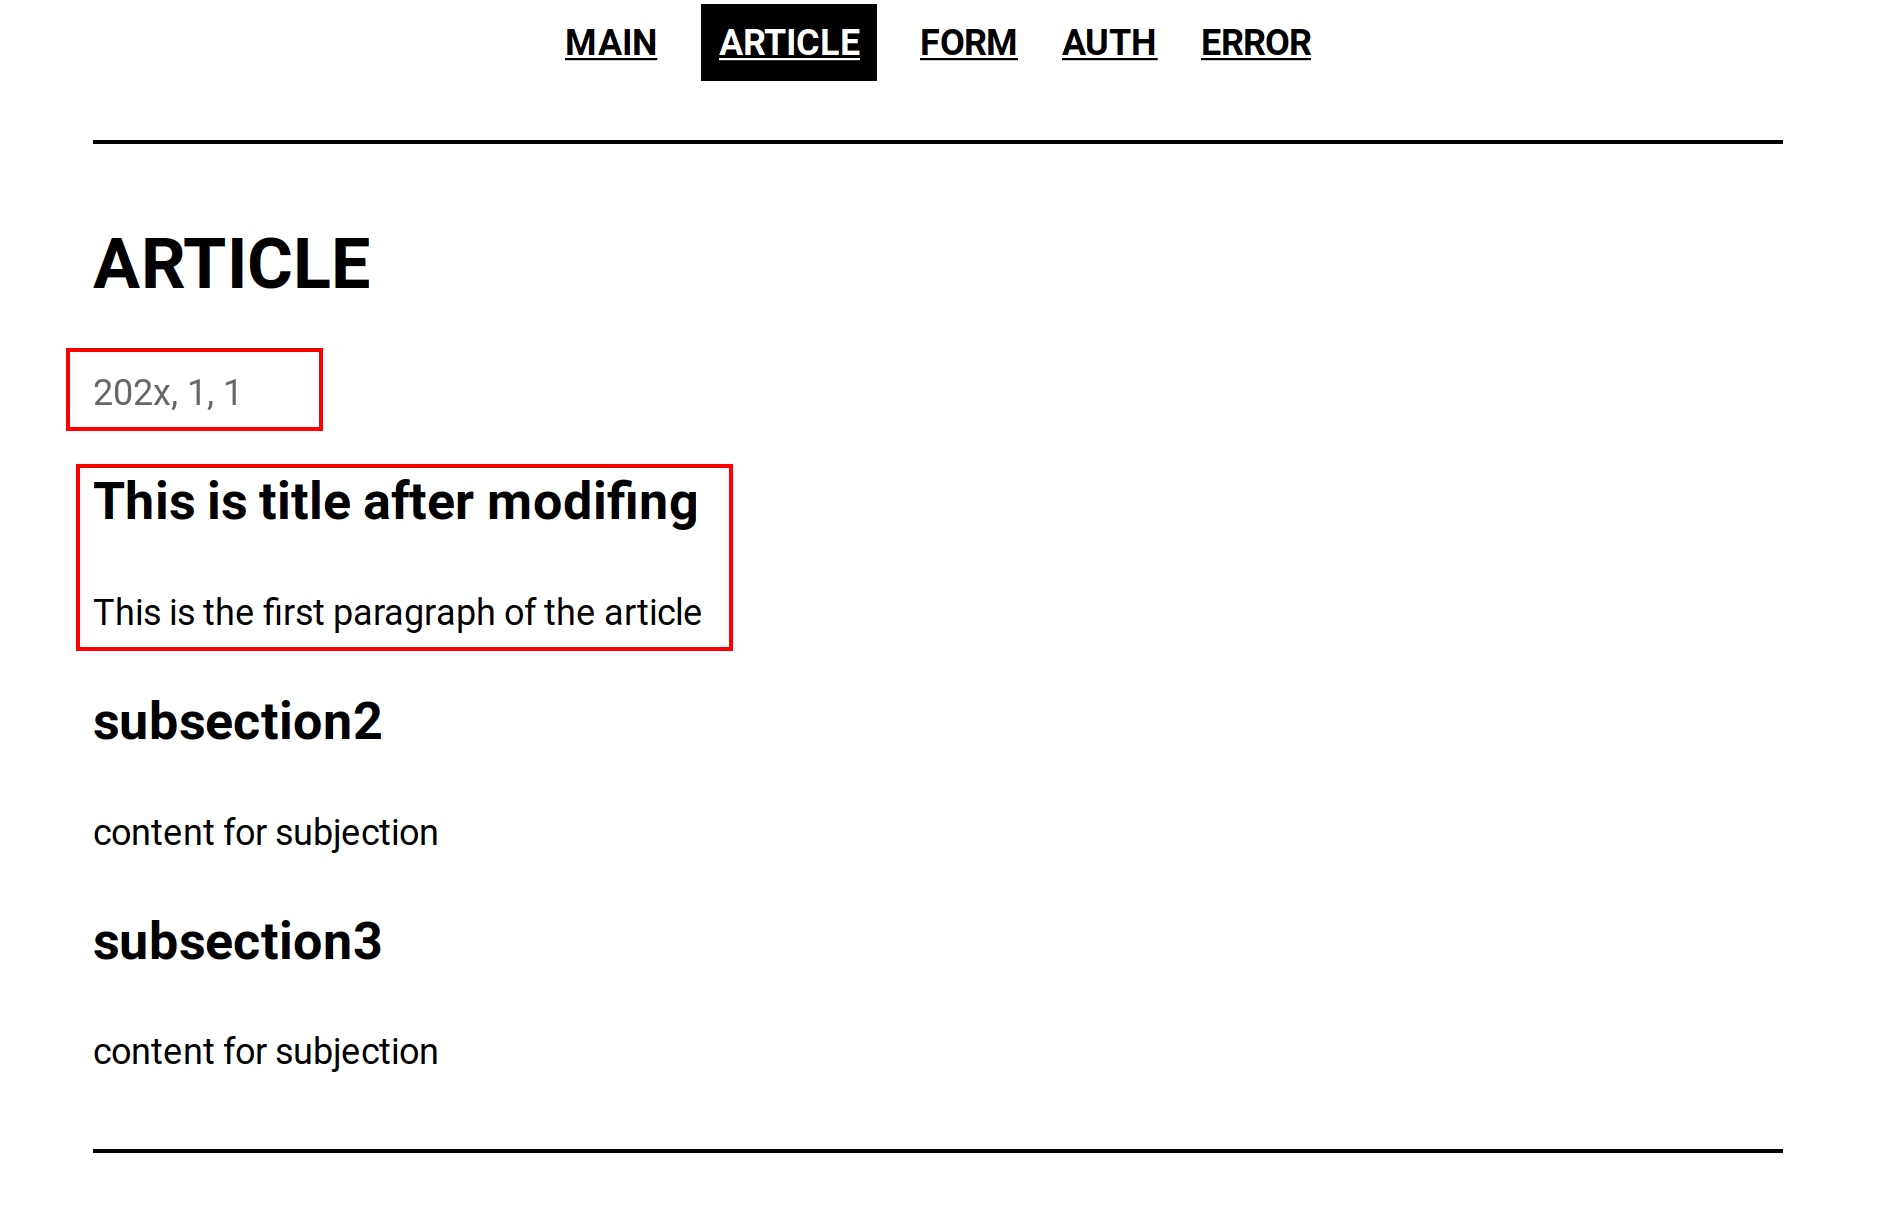 MAIN ARTICLE FORM AUTH ERROR
ARTICLE
202x, 1, 1
This is title after modifing
This is the first paragraph of the article
subsection2
content for subjection
subsection3
content for subjection